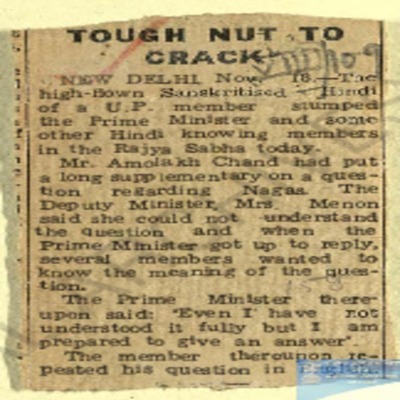 TOUGH NUT TO
CRACK
NEW DELHI, Nov. 18.—The
high-flown Sanskritised Hindi
of a U.P. member stumped
the Prime Minister and some
other Hindi knowing members
in the Rajya Sabha today.
Mr. Amolakh Chand had put
a long supplementary on a ques-
tion regarding Nagas. The
Deputy Minister, Mrs. Menon
said she could not understand
the question and when the
Prime Minister got up to reply,
several members wanted to
know the meaning of the ques-
tion.
The Prime Minister there-
upon said: 'Even I have not
understood it fully but I am
prepared to give an answer'.
The member thereupon re-
peated his question in English.